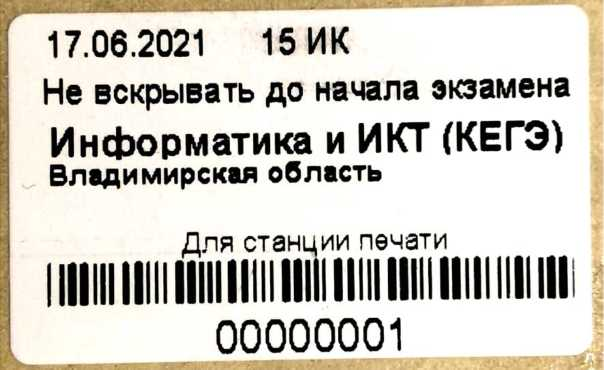 17.06.2021 15 ИК
Не вскрывать до начала экзамена
Информатика и ИКТ (КЕГЭ)
Владимирская область
Для станции печати
00000001